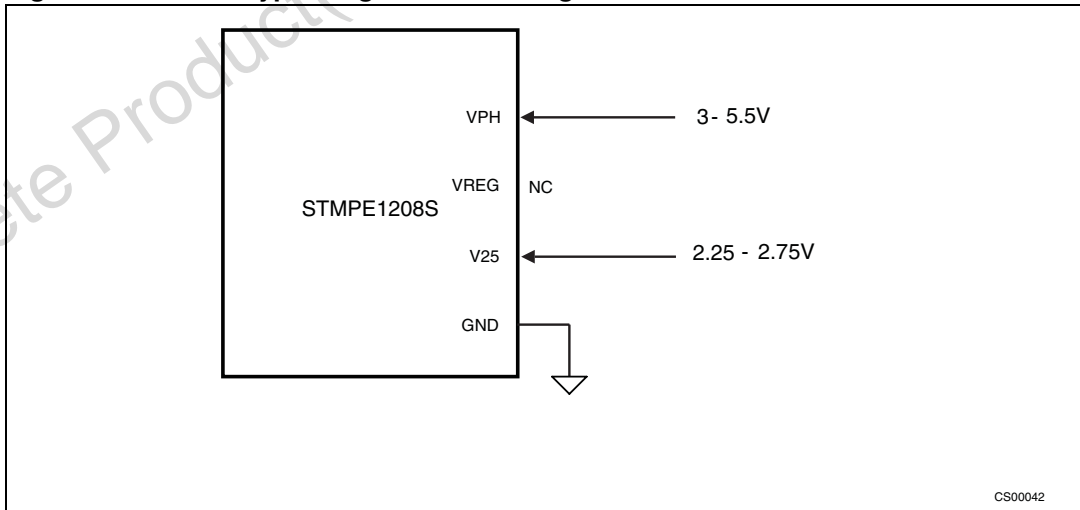 VPH
3- 5.5V
VREG
NC
STMPE1208S
V25
2.25 - 2.75V
GND
CS00042